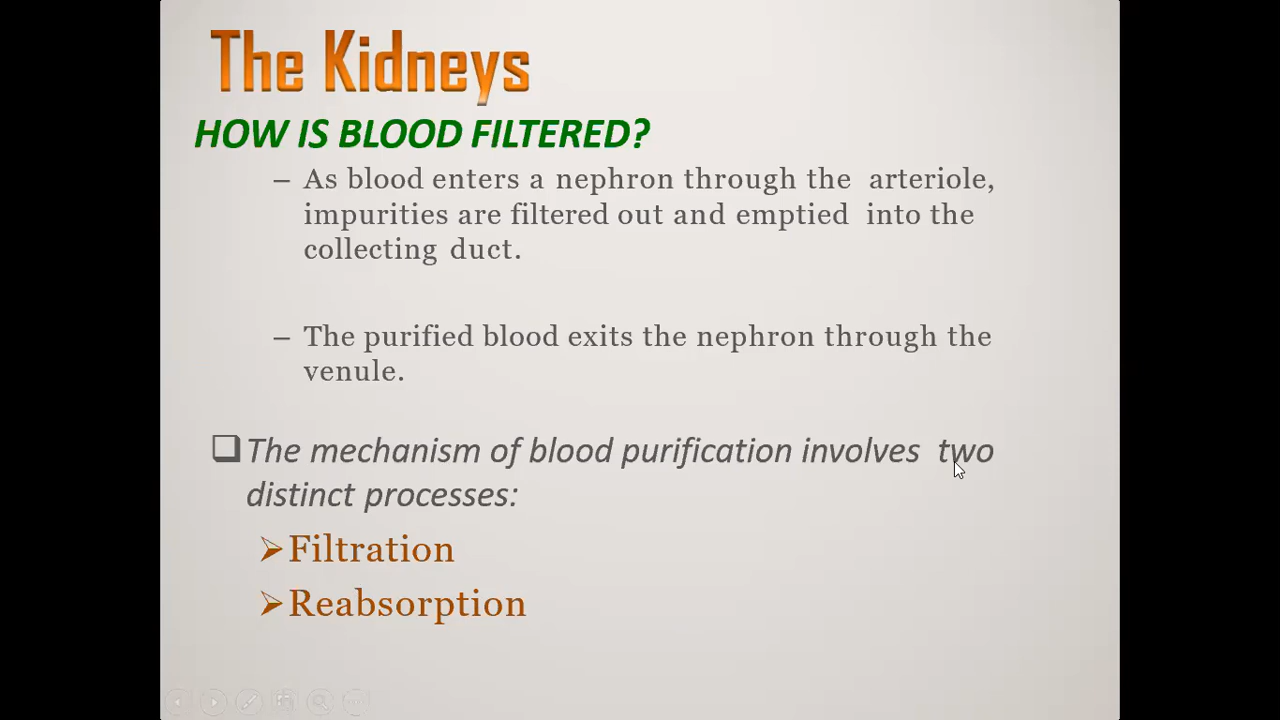 The Kidneys
HOW IS BLOOD FILTERED?
– As blood enters a nephron through the arteriole,
impurities are filtered out and emptied into the
collecting duct.
– The purified blood exits the nephron through the
venule.
❑ The mechanism of blood purification involves two
distinct processes:
➢ Filtration
➢ Reabsorption